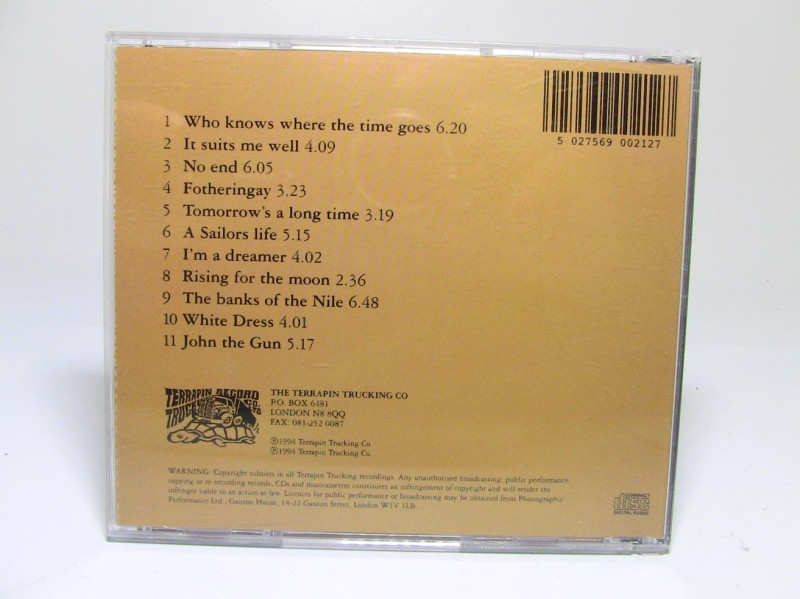 1 Who knows where the time goes 6.20
2 It suits me well 4.09
3 No end 6.05
4 Fotheringay 3.23
5 Tomorrow's a long time 3.19
6 A Sailors life 5.15
7 I'm a dreamer 4.02
8 Rising for the moon 2.36
9 The banks of the Nile 6.48
10 White Dress 4.01
11 John the Gun 5.17
5 027569 002127
TERRAPIN RECORD
TRUCKING CO. LTD
THE TERRAPIN TRUCKING CO
P.O. BOX 6481
LONDON N8 8QQ
FAX: 081-252 0087
℗1994 Terrapin Trucking Co
℗1994 Terrapin Trucking Co
WARNING: Copyright subsists in all Terrapin Trucking recordings. Any unauthorised broadcasting, public performance,
copying or re-recording records, CDs and musicassettes constitutes an infringement of copyright and will render the
infringer liable to an action at law. Licences for public performance or broadcasting may be obtained from Phonographic
Performance Ltd., Ganton House, 14-22 Ganton Street, London W1V 1LB
COMPACT
disc
DIGITAL AUDIO